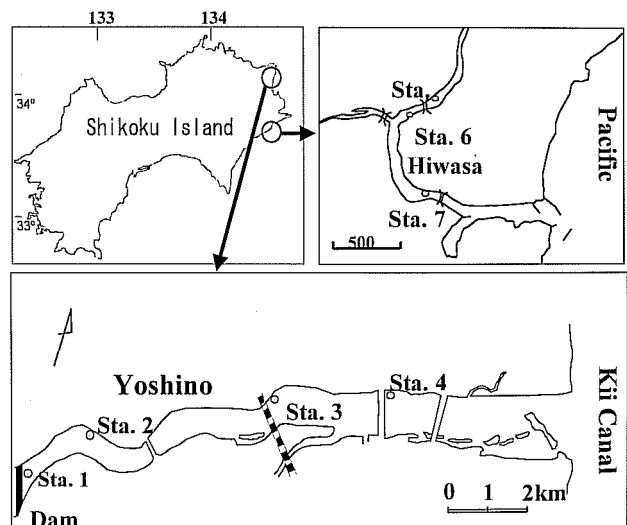 133 134
34°
33°
Shikoku Island
Sta.
Sta. 6
Hiwasa
Sta. 7
500
Pacific
Yoshino
Sta. 1
Sta. 2
Sta. 3
Sta. 4
Dam
0 1 2km
Kii Canal